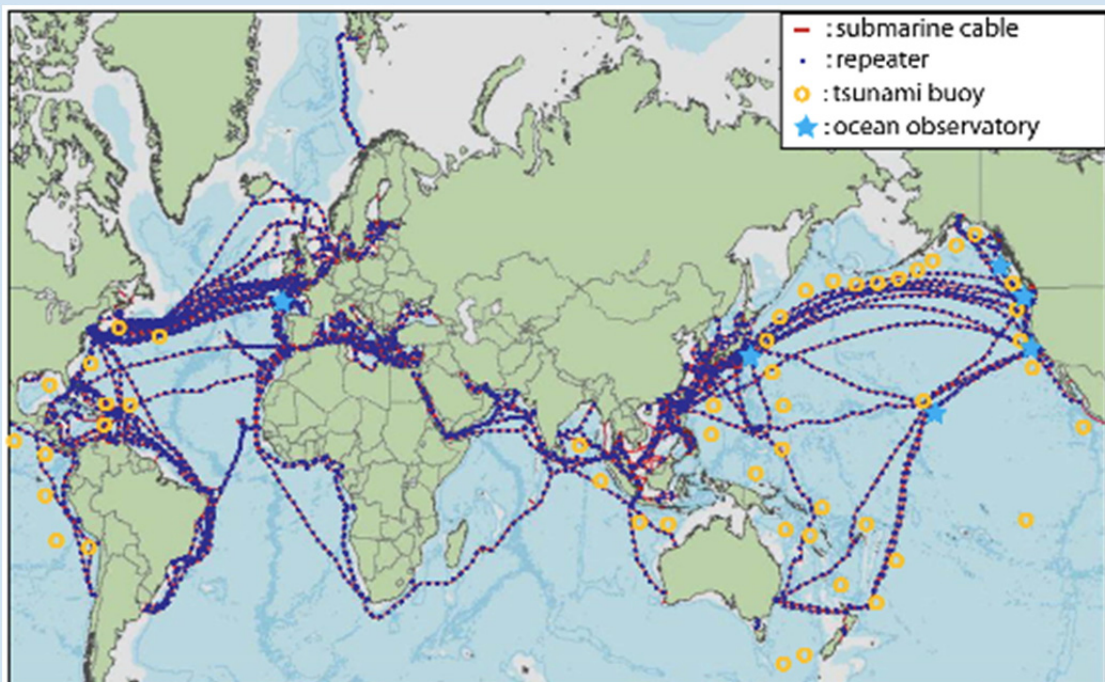 : submarine cable
: repeater
: tsunami buoy
: ocean observatory